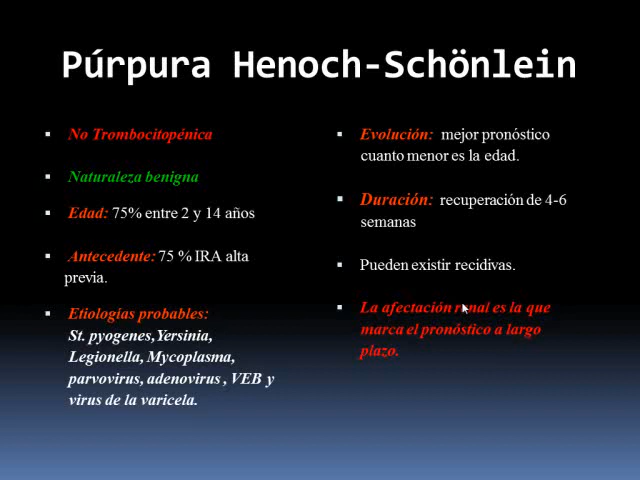 Púrpura Henoch-Schönlein
▪ No Trombocitopénica
▪ Naturaleza benigna
▪ Edad: 75% entre 2 y 14 años
▪ Antecedente: 75 % IRA alta
previa.
▪ Etiologías probables:
St. pyogenes,Yersinia,
Legionella, Mycoplasma,
parvovirus, adenovirus , VEB y
virus de la varicela.
▪ Evolución: mejor pronóstico
cuanto menor es la edad.
▪ Duración: recuperación de 4-6
semanas
▪ Pueden existir recidivas.
▪ La afectación renal es la que
marca el pronóstico a largo
plazo.